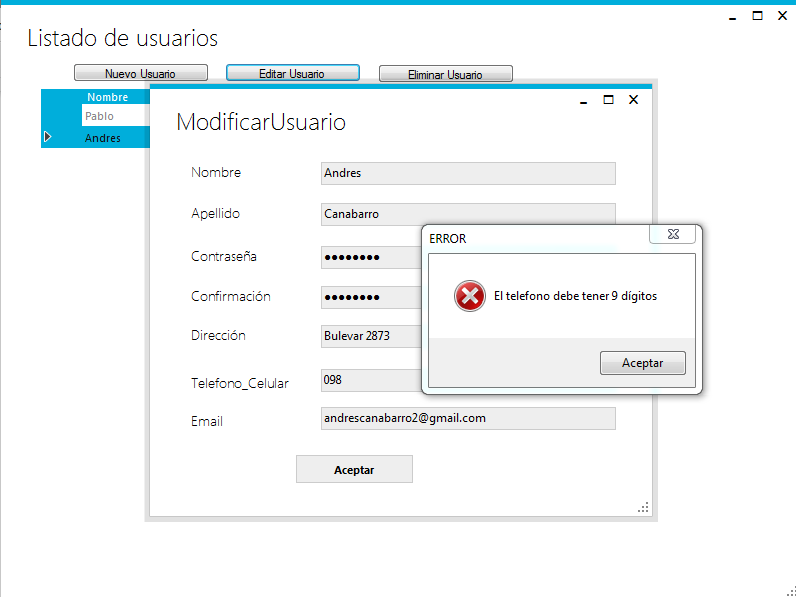 Listado de usuarios
Nuevo Usuario
Editar Usuario
Eliminar Usuario
Nombre
Pablo
Andres
ModificarUsuario
Nombre
Andres
Apellido
Canabarro
Contraseña
●●●●●●●●
Confirmación
●●●●●●●●
Dirección
Bulevar 2873
Telefono_Celular
098
Email
andrescanabarro2@gmail.com
Aceptar
ERROR
El telefono debe tener 9 dígitos
Aceptar